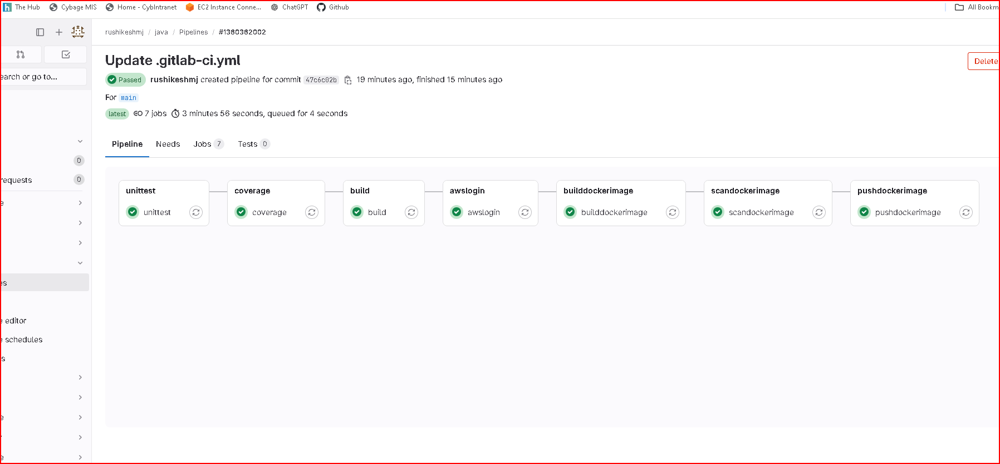 The Hub Cybage MIS Home - CybIntranet EC2 Instance Conne... ChatGPT Github All Bookm
rushikeshmj / java / Pipelines / #1360362002
Update .gitlab-ci.yml
Delete
Passed rushikeshmj created pipeline for commit 47c6c02b 19 minutes ago, finished 15 minutes ago
earch or go to...
For main
latest 7 jobs 3 minutes 56 seconds, queued for 4 seconds
Pipeline Needs Jobs 7 Tests 0
0
requests 0
unittest coverage build awslogin builddockerimage scandockerimage pushdockerimage
unittest coverage build awslogin builddockerimage scandockerimage pushdockerimage
e
es
e editor
e schedules
s
e
e